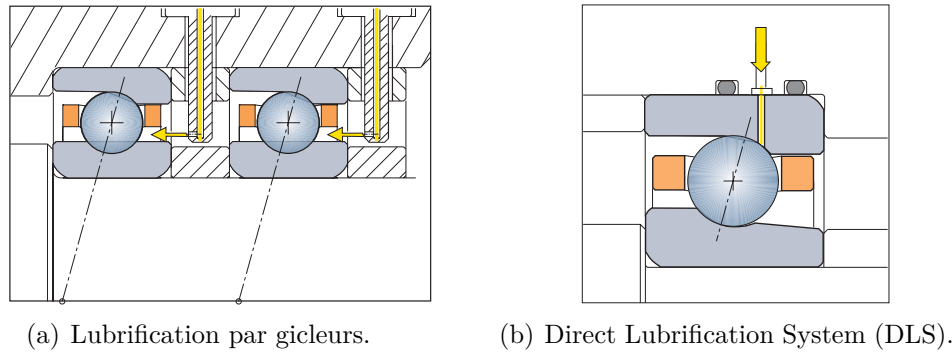 (a) Lubrification par gicleurs.
(b) Direct Lubrification System (DLS).